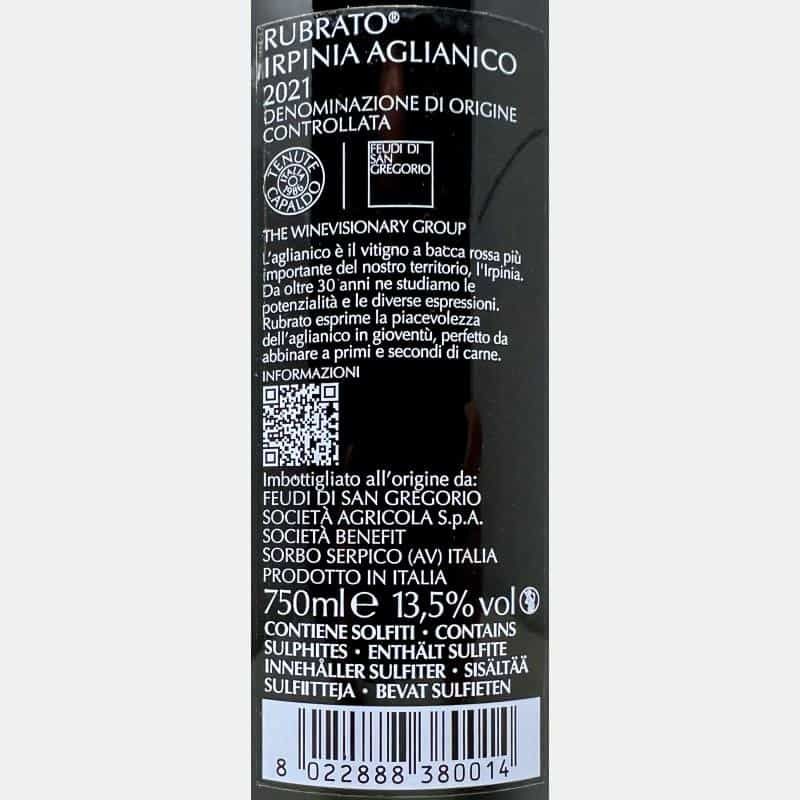 RUBRATO®
IRPINIA AGLIANICO
2021
DENOMINAZIONE DI ORIGINE
CONTROLLATA
TENUTE
CAPALDO
ITALIA
1986
FEUDI DI
SAN
GREGORIO
THE WINEVISIONARY GROUP
L'aglianico è il vitigno a bacca rossa più
importante del nostro territorio, l'Irpinia.
Da oltre 30 anni ne studiamo le
potenzialità e le diverse espressioni.
Rubrato esprime la piacevolezza
dell'aglianico in gioventù, perfetto da
abbinare a primi e secondi di carne.
INFORMAZIONI
Imbottigliato all'origine da:
FEUDI DI SAN GREGORIO
SOCIETÀ AGRICOLA S.p.A.
SOCIETÀ BENEFIT
SORBO SERPICO (AV) ITALIA
PRODOTTO IN ITALIA
750ml e 13,5% vol
CONTIENE SOLFITI • CONTAINS
SULPHITES • ENTHÄLT SULFITE
INNEHÅLLER SULFITER • SISÄLTÄÄ
SULFIITTEJA • BEVAT SULFIETEN
8 022888 380014